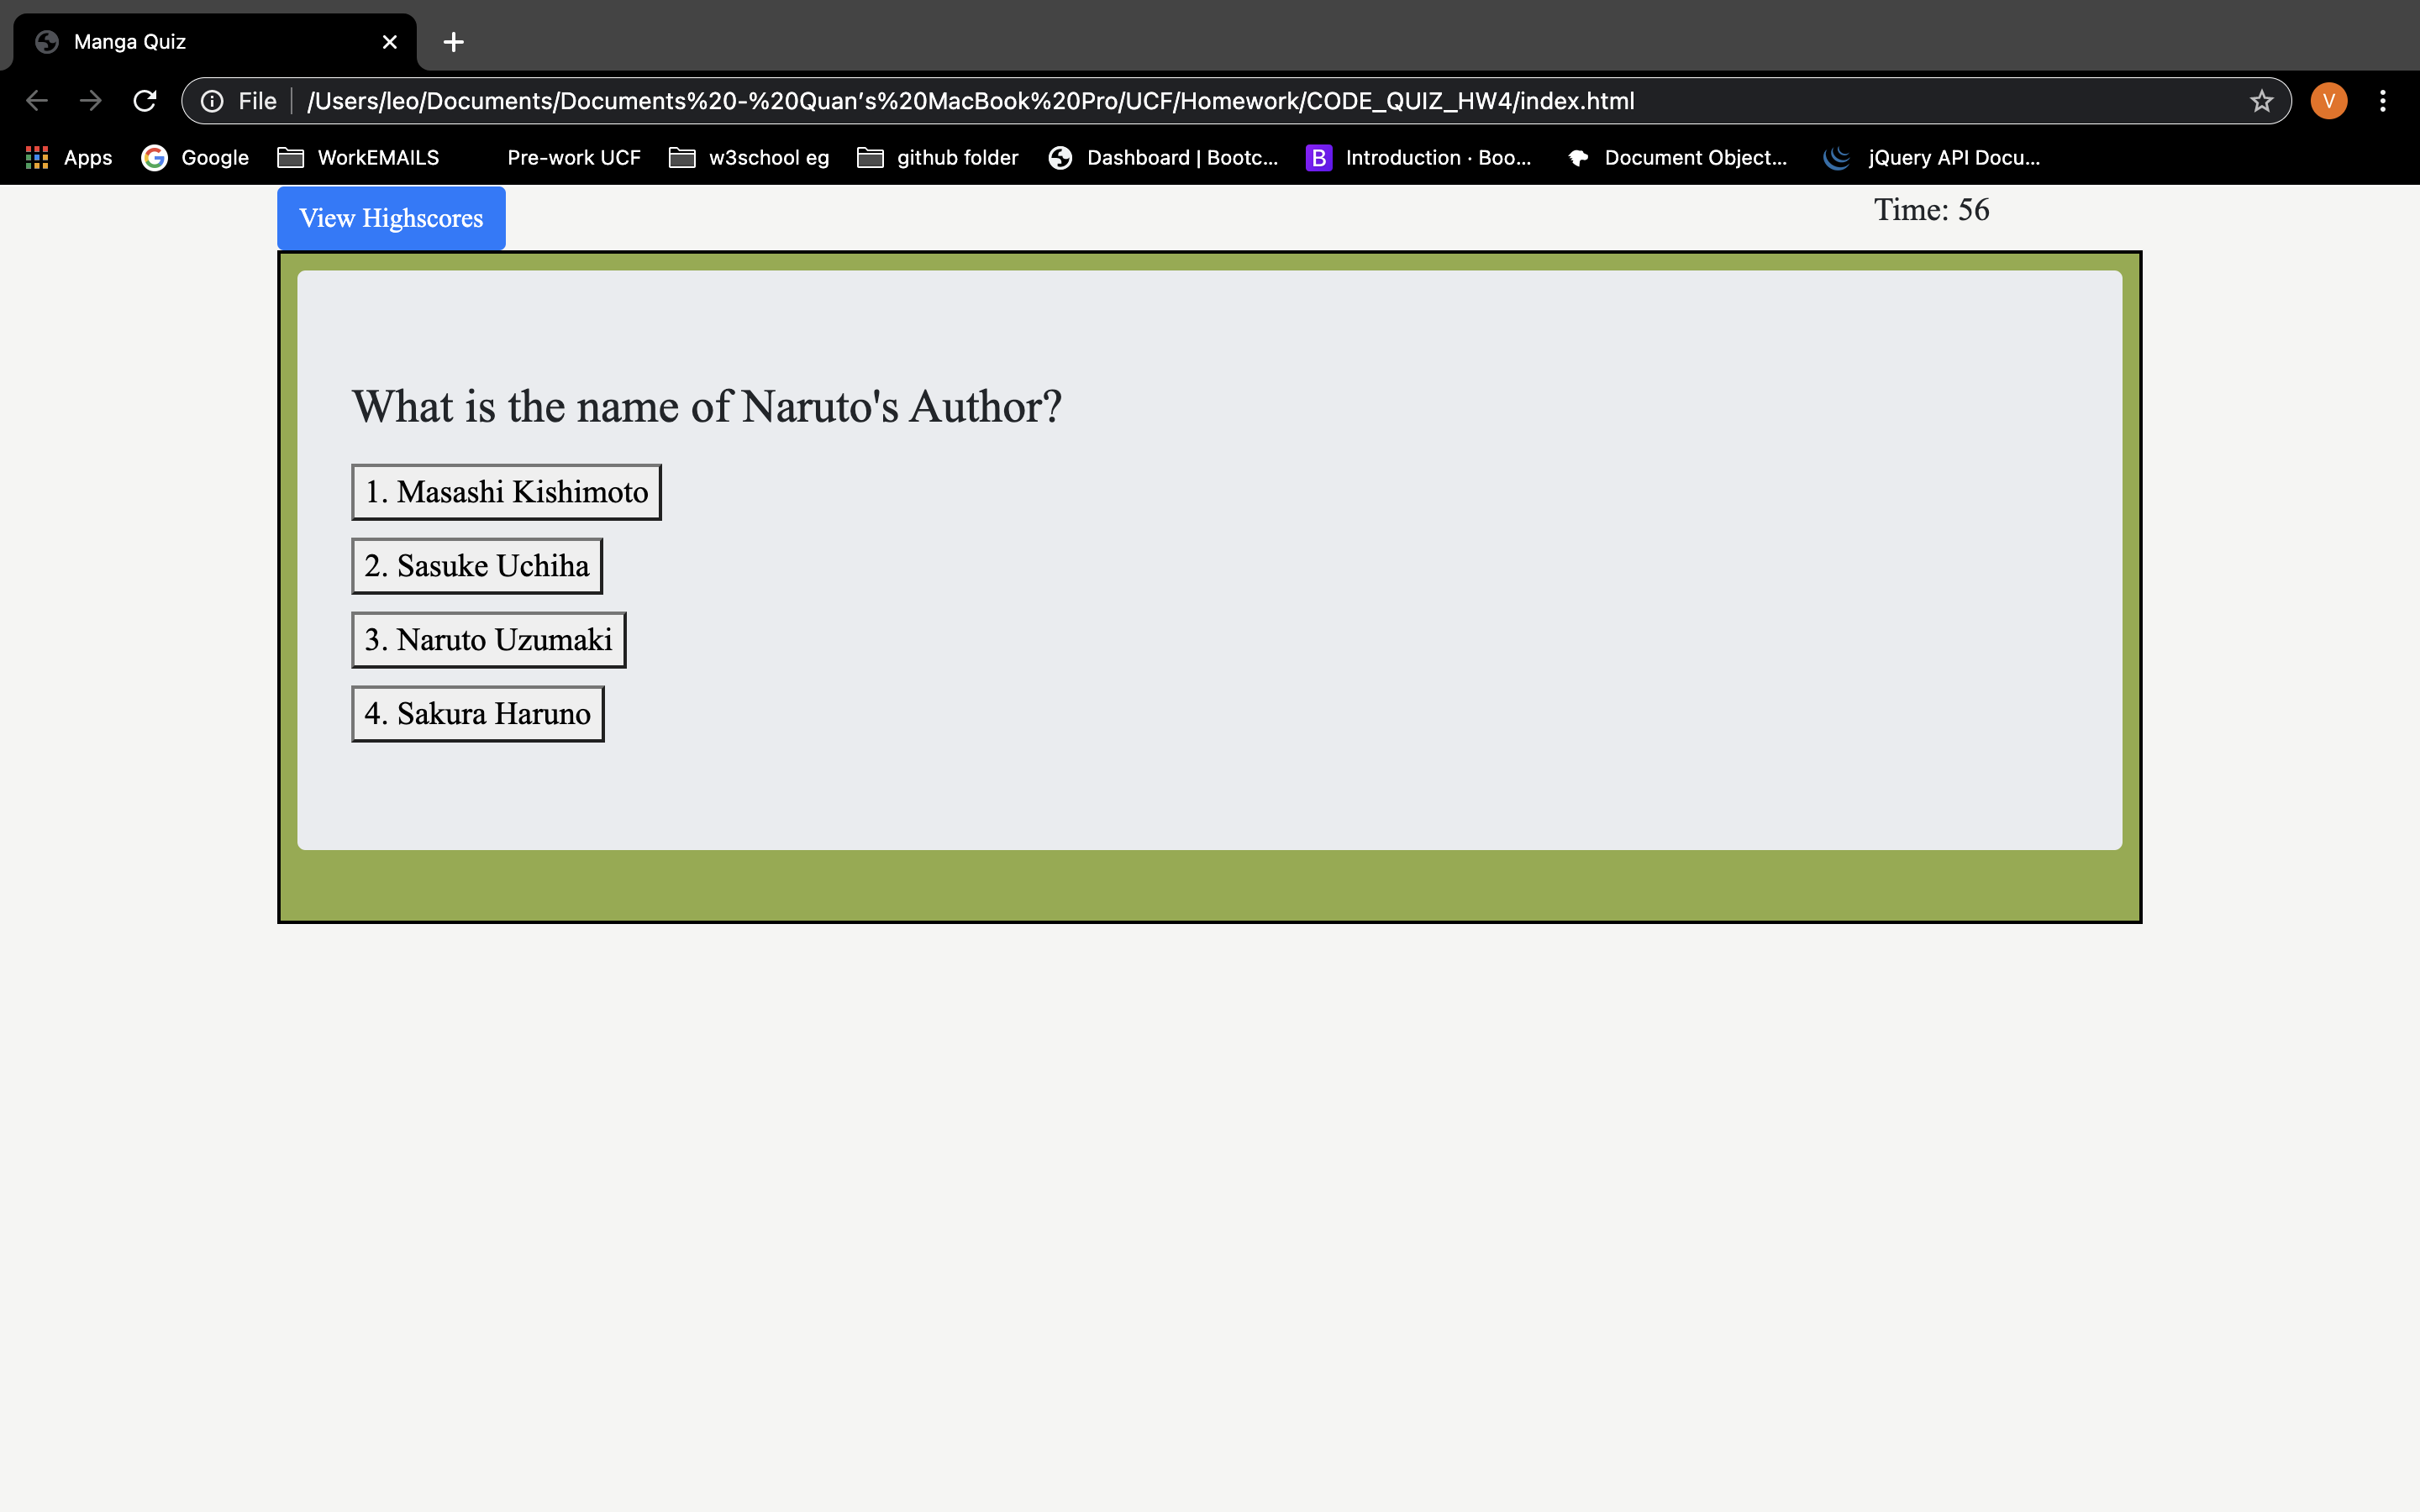 Manga Quiz
File /Users/leo/Documents/Documents%20-%20Quan’s%20MacBook%20Pro/UCF/Homework/CODE_QUIZ_HW4/index.html V
Apps Google WorkEMAILS Pre-work UCF w3school eg github folder Dashboard | Bootc... B Introduction · Boo... Document Object... jQuery API Docu...
View Highscores Time: 56
What is the name of Naruto's Author?
1. Masashi Kishimoto
2. Sasuke Uchiha
3. Naruto Uzumaki
4. Sakura Haruno